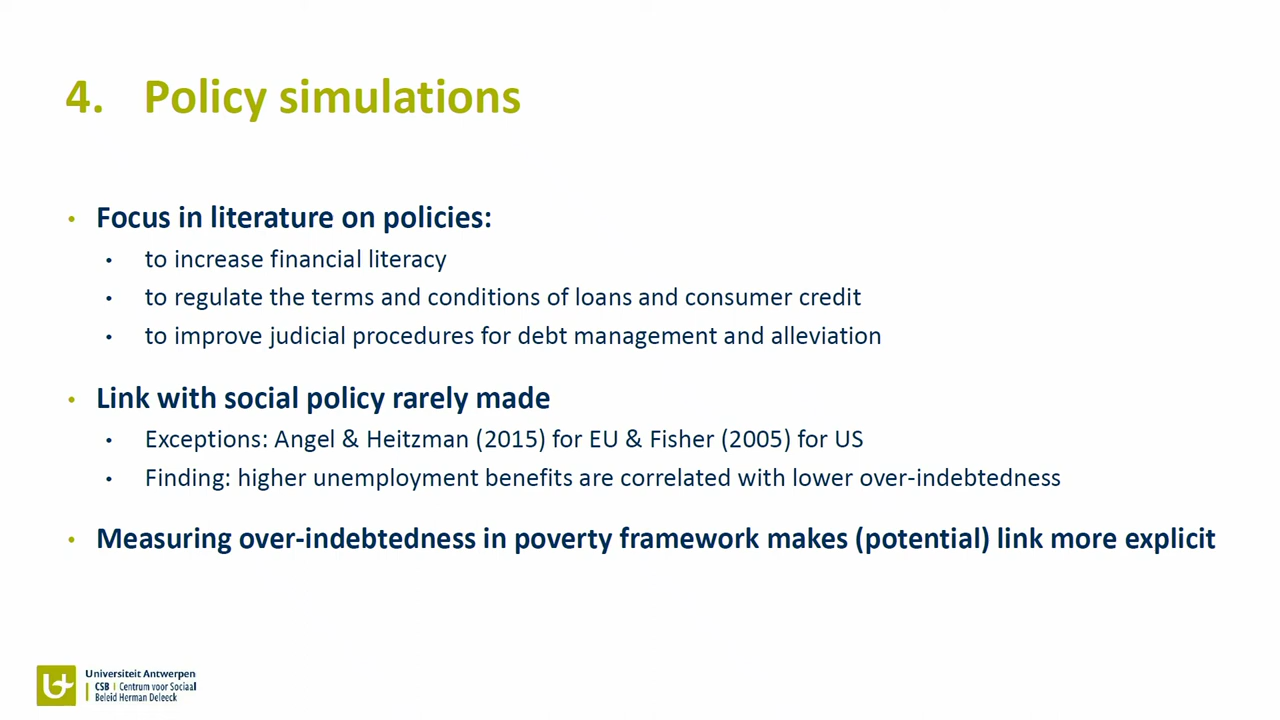 4. Policy simulations
• Focus in literature on policies:
• to increase financial literacy
• to regulate the terms and conditions of loans and consumer credit
• to improve judicial procedures for debt management and alleviation
• Link with social policy rarely made
• Exceptions: Angel & Heitzman (2015) for EU & Fisher (2005) for US
• Finding: higher unemployment benefits are correlated with lower over-indebtedness
• Measuring over-indebtedness in poverty framework makes (potential) link more explicit
Universiteit Antwerpen
CSB | Centrum voor Sociaal
Beleid Herman Deleeck